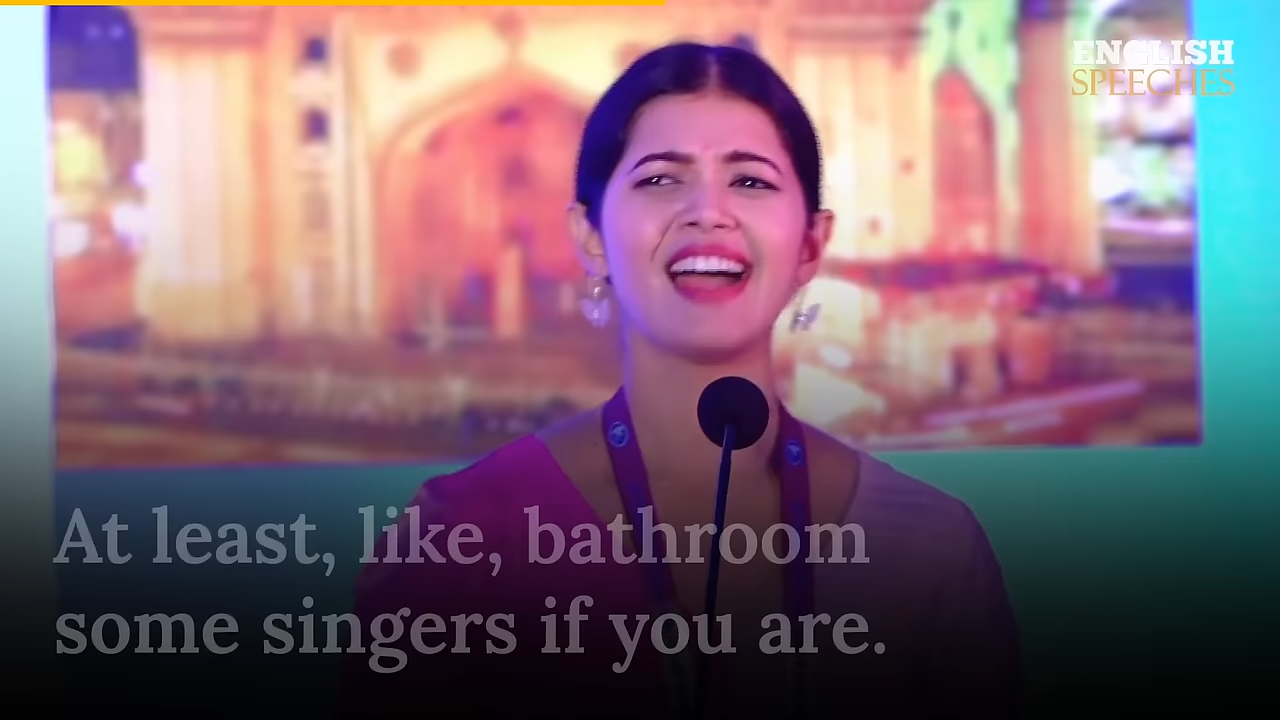 ENGLISH
SPEECHES
At least, like, bathroom
some singers if you are.